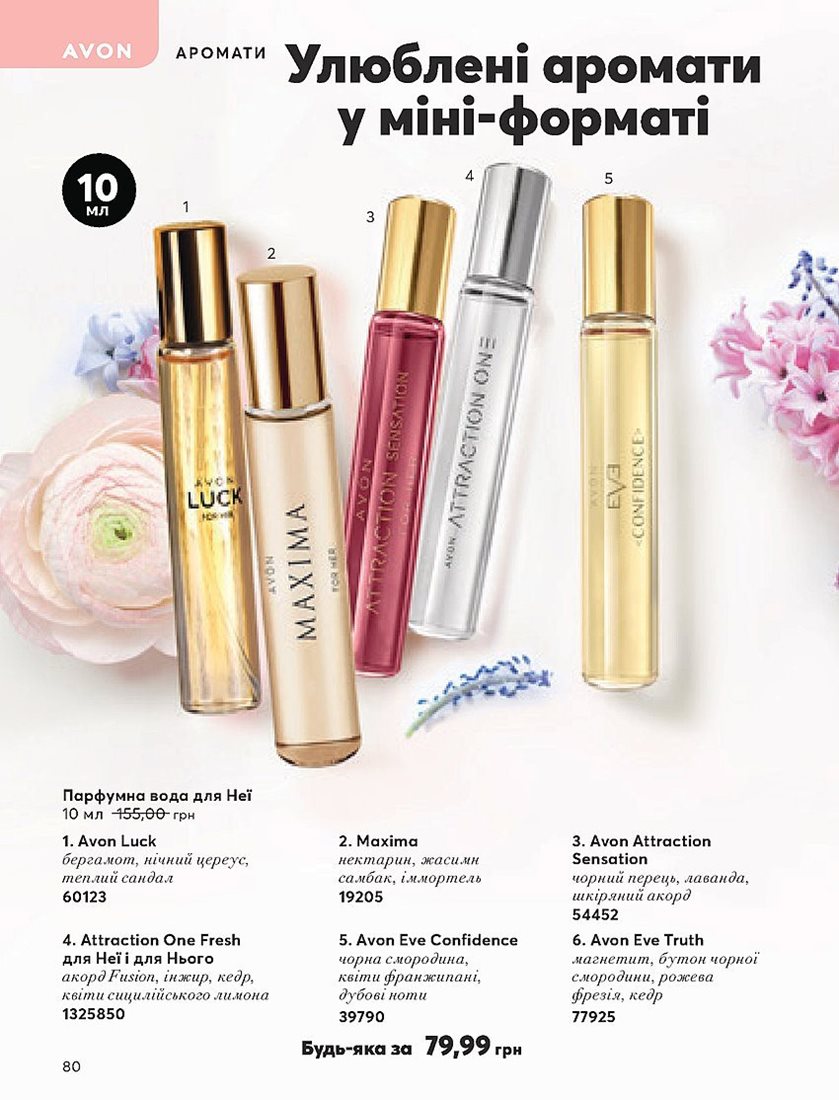 AVON
АРОМАТИ
Улюблені аромати
у міні-форматі
10
МЛ
1
2
3
4
5
AVON
LUCK
FOR HER
AVON
MAXIMA
FOR HER
AVON
ATTRACTION SENSATION
FOR HER
AVON ATTRACTION ONE
AVON
EVE
<CONFIDENCE>
Парфумна вода для Неї
10 мл 155,00 грн
1. Avon Luck
бергамот, нічний цереус,
теплий сандал
60123
2. Maxima
нектарин, жасимн
самбак, іммортель
19205
3. Avon Attraction
Sensation
чорний перець, лаванда,
шкіряний акорд
54452
4. Attraction One Fresh
для Неї і для Нього
акорд Fusion, інжир, кедр,
квіти сицилійського лимона
1325850
5. Avon Eve Confidence
чорна смородина,
квіти франжипані,
дубові ноти
39790
6. Avon Eve Truth
магнетит, бутон чорної
смородини, рожева
фрезія, кедр
77925
Будь-яка за 79,99 грн
80